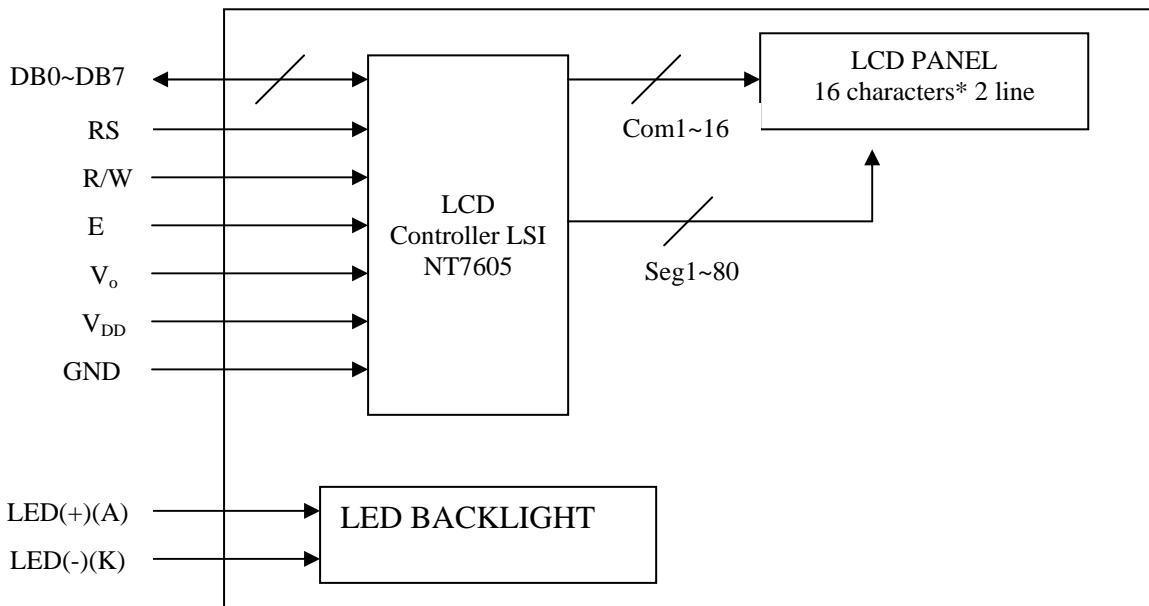 DB0~DB7
RS
R/W
E
Vo
VDD
GND
LCD
Controller LSI
NT7605
Com1~16
Seg1~80
LCD PANEL
16 characters* 2 line
LED(+)(A)
LED(-)(K)
LED BACKLIGHT